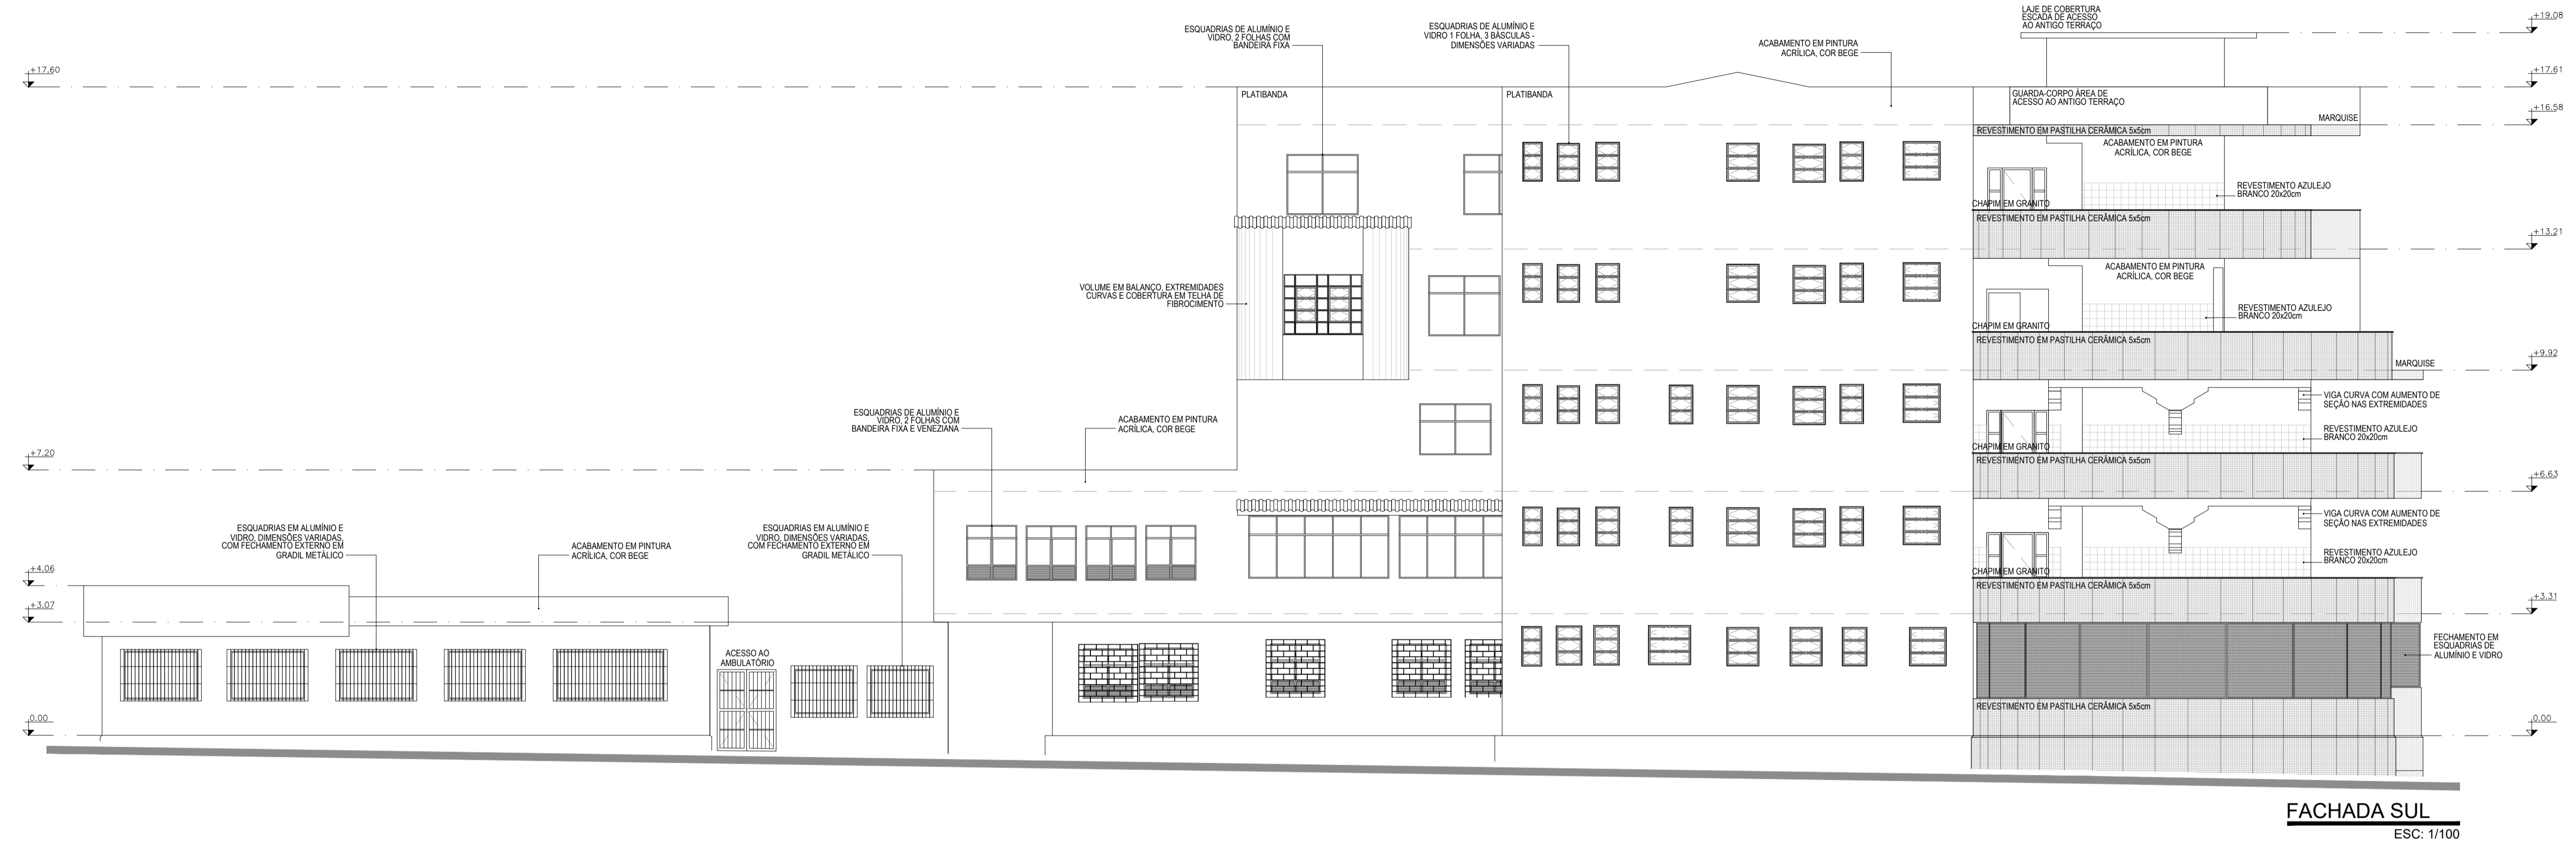 LAJE DE COBERTURA
ESCADA DE ACESSO
AO ANTIGO TERRAÇO
+19.08
ESQUADRIAS DE ALUMÍNIO E
VIDRO, 2 FOLHAS COM
BANDEIRA FIXA
ESQUADRIAS DE ALUMÍNIO E
VIDRO 1 FOLHA, 3 BÁSCULAS -
DIMENSÕES VARIADAS
ACABAMENTO EM PINTURA
ACRÍLICA, COR BEGE
+17.60
+17.61
PLATIBANDA
PLATIBANDA
GUARDA-CORPO ÁREA DE
ACESSO AO ANTIGO TERRAÇO
+16.58
MARQUISE
REVESTIMENTO EM PASTILHA CERÂMICA 5x5cm
ACABAMENTO EM PINTURA
ACRÍLICA, COR BEGE
REVESTIMENTO AZULEJO
BRANCO 20x20cm
CHAPIM EM GRANITO
REVESTIMENTO EM PASTILHA CERÂMICA 5x5cm
+13.21
ACABAMENTO EM PINTURA
ACRÍLICA, COR BEGE
VOLUME EM BALANÇO, EXTREMIDADES
CURVAS E COBERTURA EM TELHA DE
FIBROCIMENTO
REVESTIMENTO AZULEJO
BRANCO 20x20cm
CHAPIM EM GRANITO
REVESTIMENTO EM PASTILHA CERÂMICA 5x5cm
+9.92
MARQUISE
VIGA CURVA COM AUMENTO DE
SEÇÃO NAS EXTREMIDADES
ESQUADRIAS DE ALUMÍNIO E
VIDRO, 2 FOLHAS COM
BANDEIRA FIXA E VENEZIANA
ACABAMENTO EM PINTURA
ACRÍLICA, COR BEGE
REVESTIMENTO AZULEJO
BRANCO 20x20cm
CHAPIM EM GRANITO
+7.20
REVESTIMENTO EM PASTILHA CERÂMICA 5x5cm
+6.63
VIGA CURVA COM AUMENTO DE
SEÇÃO NAS EXTREMIDADES
ESQUADRIAS EM ALUMÍNIO E
VIDRO, DIMENSÕES VARIADAS,
COM FECHAMENTO EXTERNO EM
GRADIL METÁLICO
ACABAMENTO EM PINTURA
ACRÍLICA, COR BEGE
ESQUADRIAS EM ALUMÍNIO E
VIDRO, DIMENSÕES VARIADAS,
COM FECHAMENTO EXTERNO EM
GRADIL METÁLICO
REVESTIMENTO AZULEJO
BRANCO 20x20cm
CHAPIM EM GRANITO
+4.06
REVESTIMENTO EM PASTILHA CERÂMICA 5x5cm
+3.07
+3.31
ACESSO AO
AMBULATÓRIO
FECHAMENTO EM
ESQUADRIAS DE
ALUMÍNIO E VIDRO
REVESTIMENTO EM PASTILHA CERÂMICA 5x5cm
0.00
0.00
FACHADA SUL
ESC: 1/100